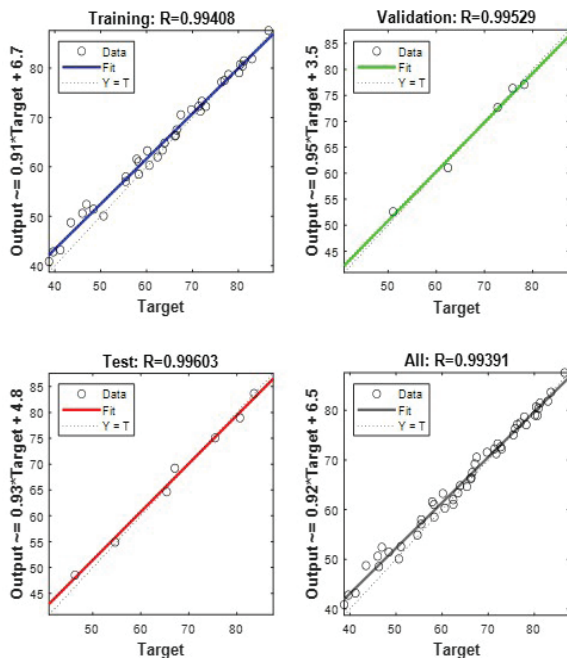 Training: R=0.99408
Output ~= 0.91*Target + 6.7
Data
Fit
Y = T
80
70
60
50
40
40 50 60 70 80
Target
Validation: R=0.99529
Output ~= 0.95*Target + 3.5
Data
Fit
Y = T
85
80
75
70
65
60
55
50
45
50 60 70 80
Target
Test: R=0.99603
Output ~= 0.93*Target + 4.8
Data
Fit
Y = T
85
80
75
70
65
60
55
50
45
50 60 70 80
Target
All: R=0.99391
Output ~= 0.92*Target + 6.5
Data
Fit
Y = T
80
70
60
50
40
40 50 60 70 80
Target